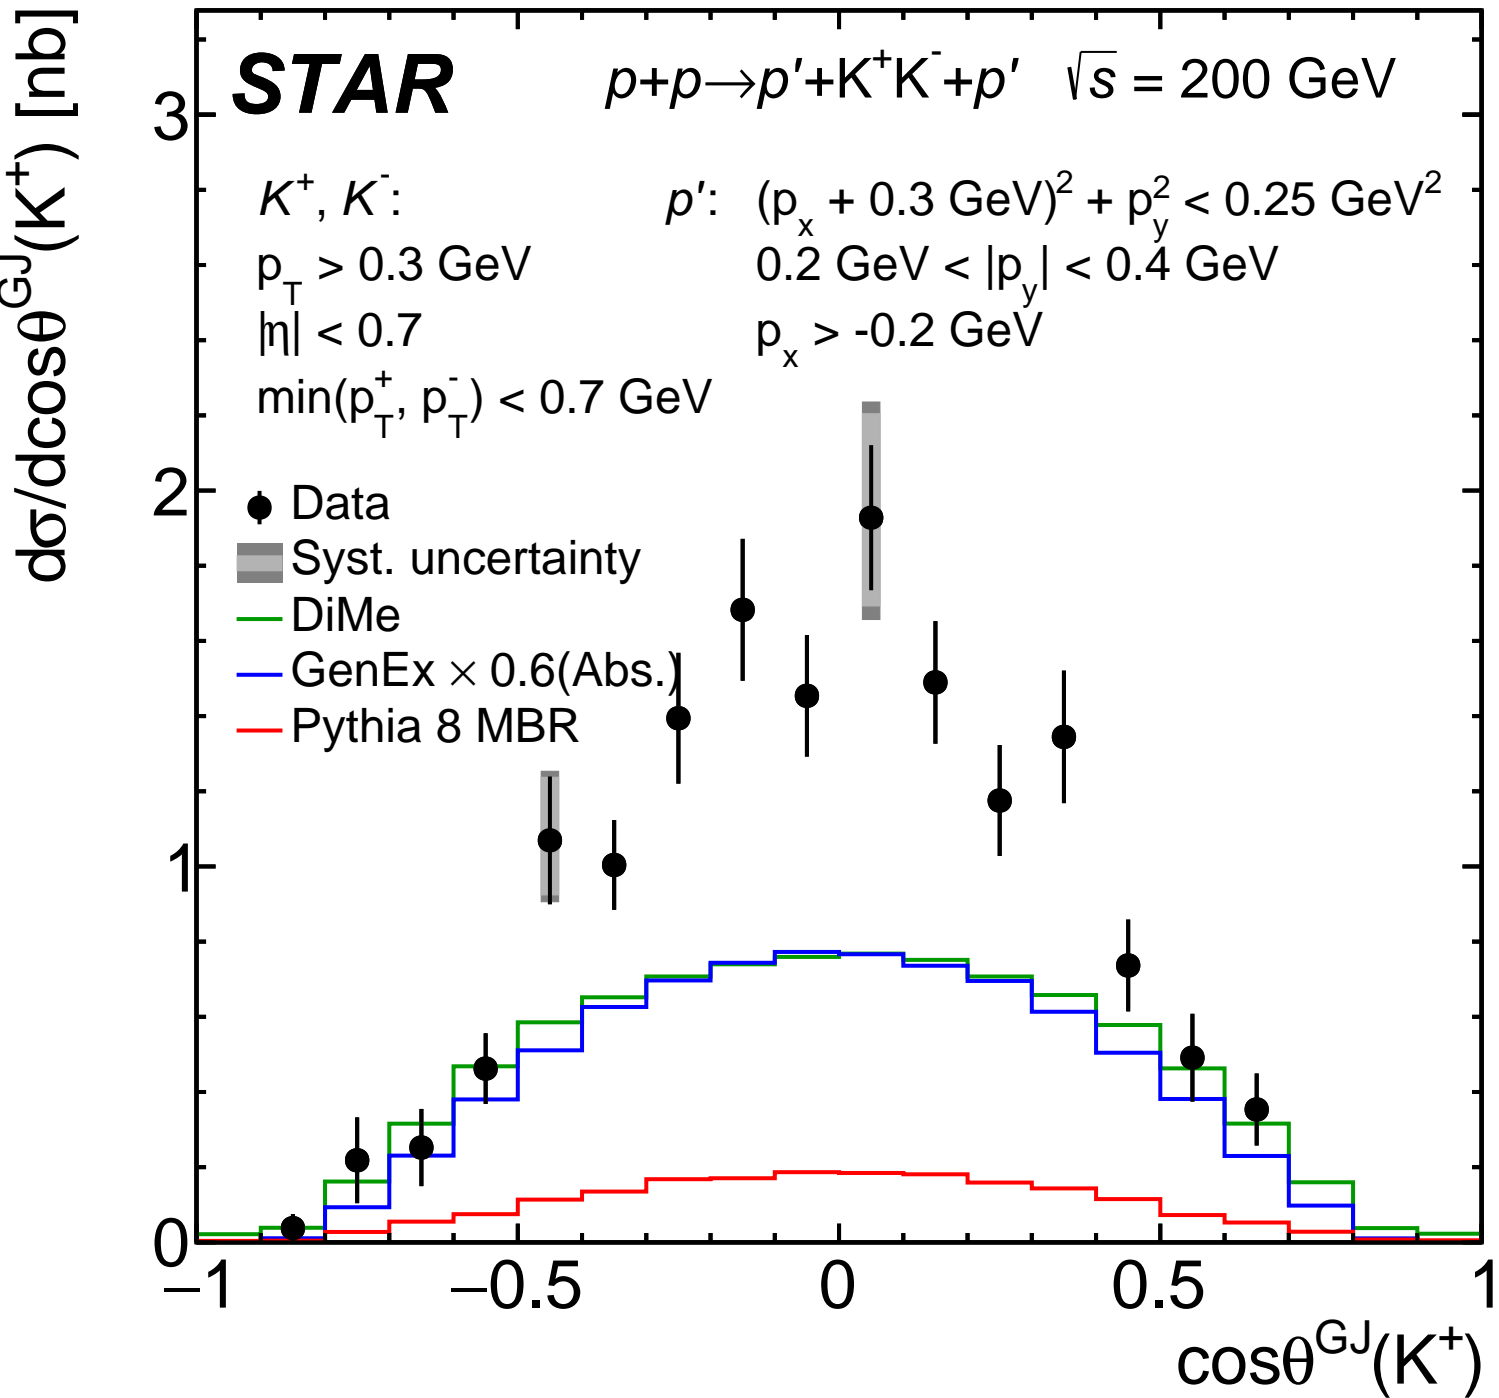 dσ/dcosθ^GJ(K⁺) [nb]
STAR p+p→p′+K⁺K⁻+p′ √s = 200 GeV
K⁺, K⁻: p′: (p_x + 0.3 GeV)² + p_y² < 0.25 GeV²
p_T > 0.3 GeV 0.2 GeV < |p_y| < 0.4 GeV
|η| < 0.7 p_x > -0.2 GeV
min(p_T⁺, p_T⁻) < 0.7 GeV
Data
Syst. uncertainty
DiMe
GenEx × 0.6(Abs.)
Pythia 8 MBR
3
2
1
0
−1 −0.5 0 0.5 1
cosθ^GJ(K⁺)